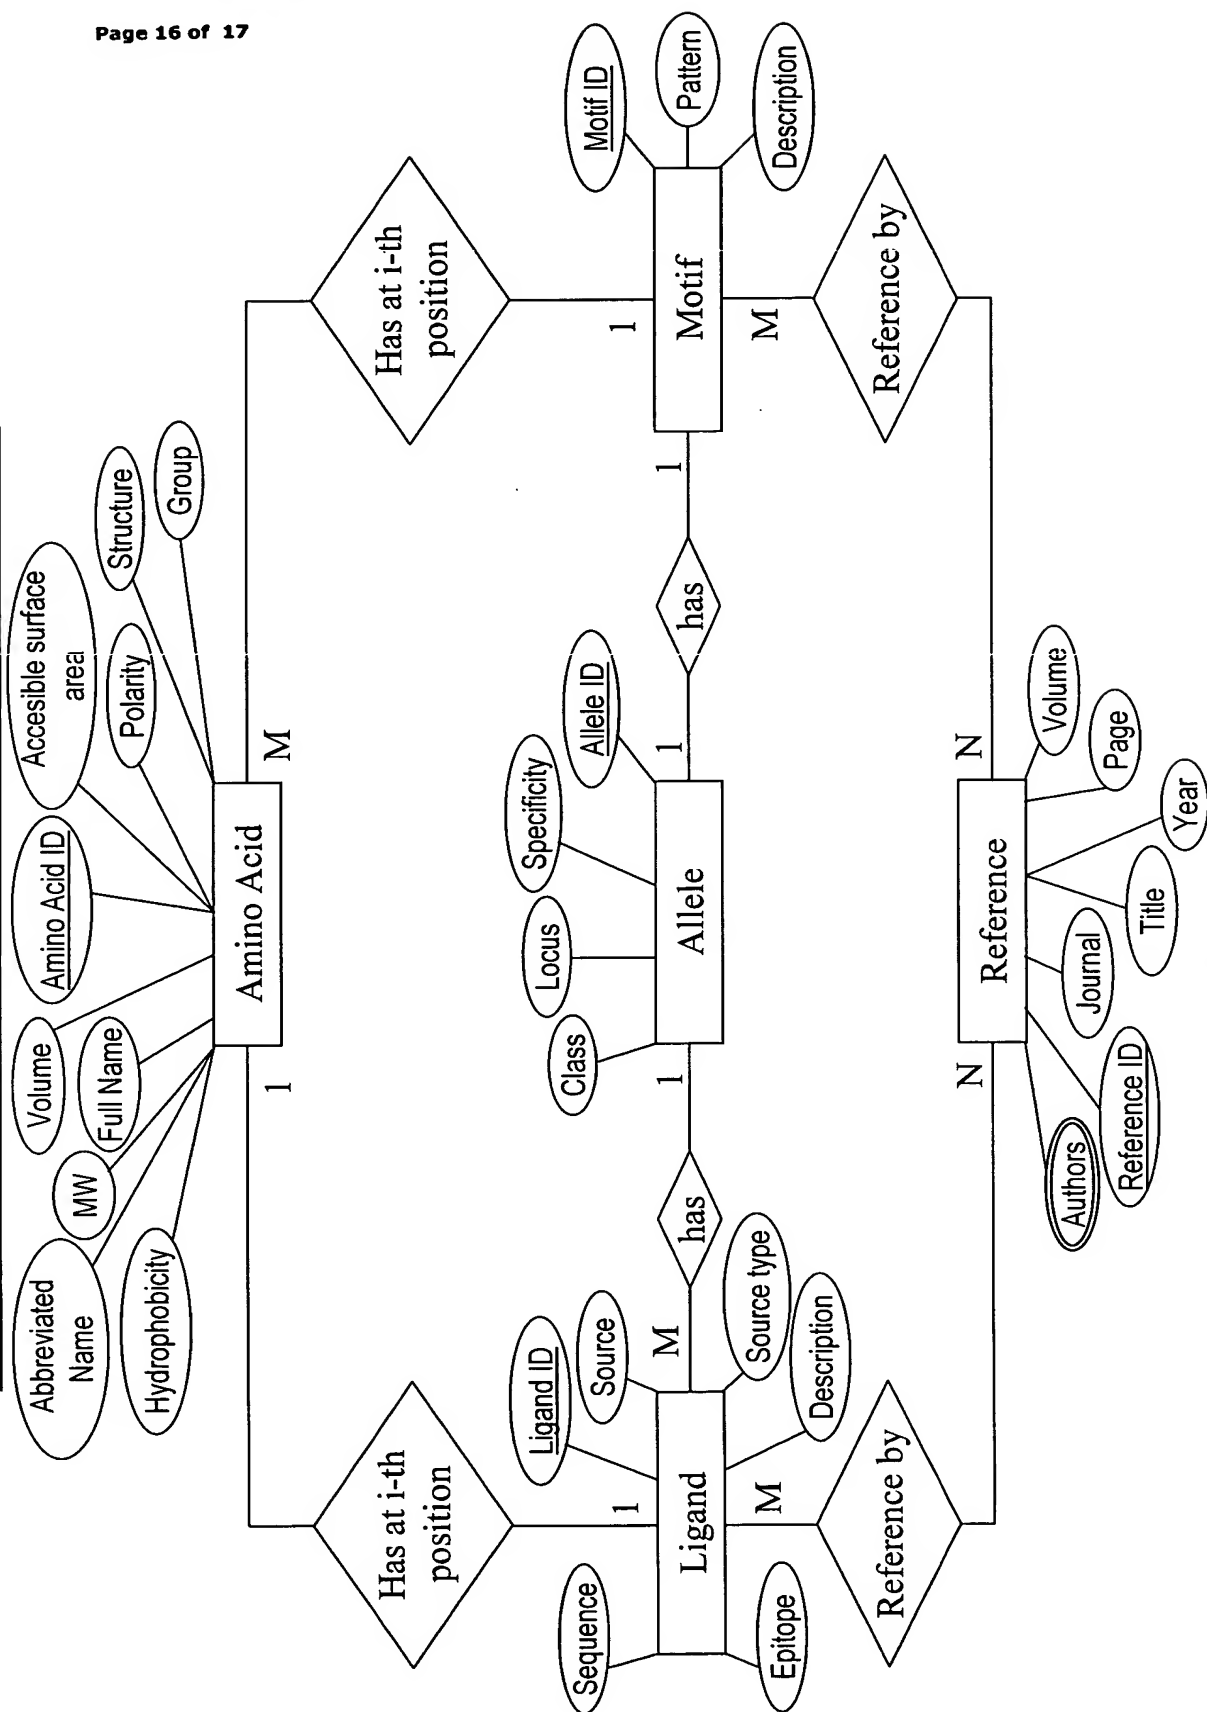 Page 16 of 17
Abbreviated
Name
MW
Volume
Full Name
Hydrophobicity
Amino Acid ID
Accesible surface
area
Polarity
Structure
Group
Amino Acid
1
M
Has at i-th
position
Has at i-th
position
Sequence
Ligand ID
Source
Class
Locus
Specificity
Allele ID
Motif ID
Pattern
Description
1
1
Ligand
M
has
1
Allele
1
has
1
Motif
Epitope
Source type
Description
M
M
Reference by
Reference by
N
N
Reference
Authors
Reference ID
Journal
Title
Year
Page
Volume